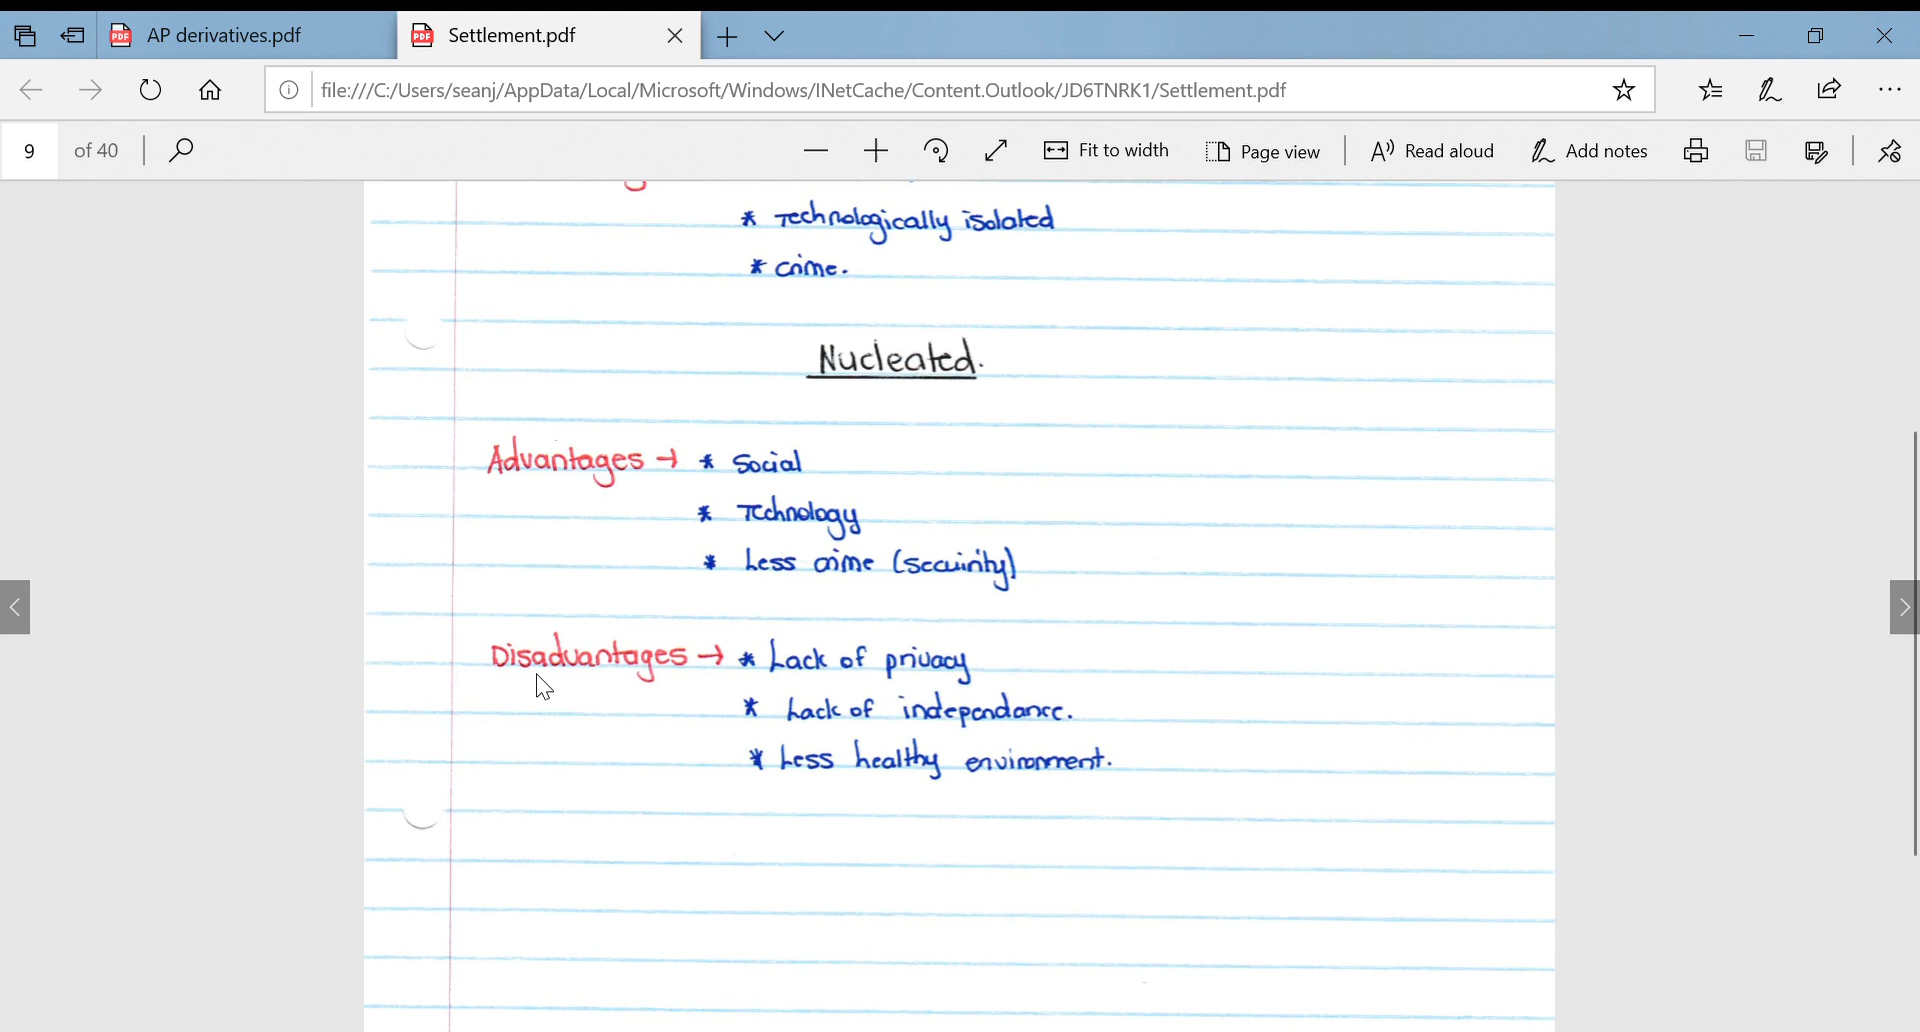 AP derivatives.pdf
Settlement.pdf
file:///C:/Users/seanj/AppData/Local/Microsoft/Windows/INetCache/Content.Outlook/JD6TNRK1/Settlement.pdf
9 of 40
Fit to width
Page view
Read aloud
Add notes
* Technologically isolated
* crime.
Nucleated.
Advantages → * Social
* Technology
* Less crime (security)
Disadvantages → * Lack of privacy
* Lack of independance.
* Less healthy environment.